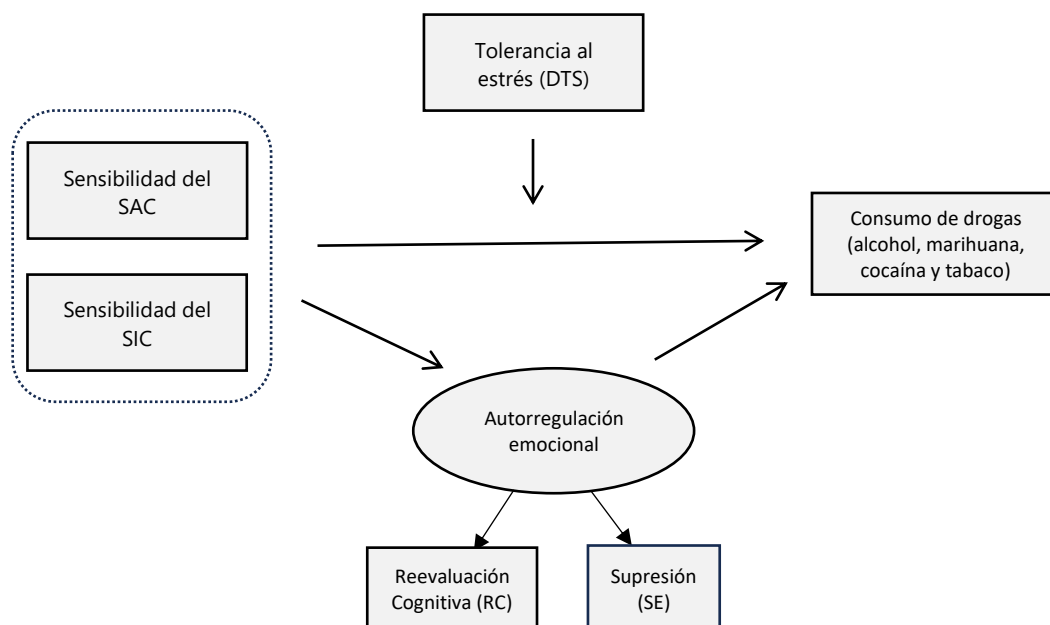 Tolerancia al
estrés (DTS)
Sensibilidad del
SAC
Sensibilidad del
SIC
Consumo de drogas
(alcohol, marihuana,
cocaína y tabaco)
Autorregulación
emocional
Reevaluación
Cognitiva (RC)
Supresión
(SE)